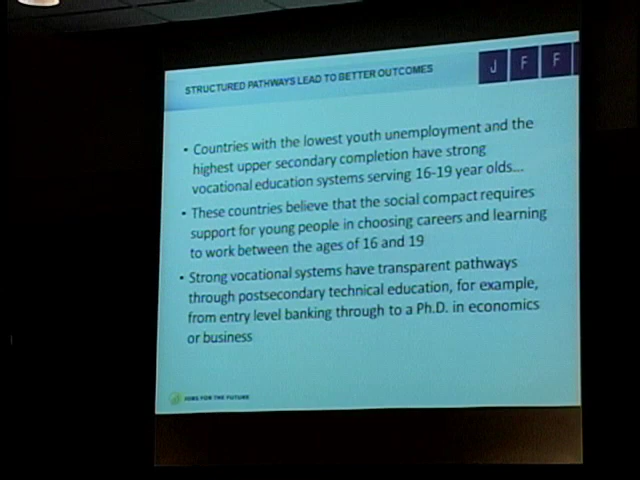 STRUCTURED PATHWAYS LEAD TO BETTER OUTCOMES
J F F
• Countries with the lowest youth unemployment and the
highest upper secondary completion have strong
vocational education systems serving 16-19 year olds...
• These countries believe that the social compact requires
support for young people in choosing careers and learning
to work between the ages of 16 and 19
• Strong vocational systems have transparent pathways
through postsecondary technical education, for example,
from entry level banking through to a Ph.D. in economics
or business
JOBS FOR THE FUTURE